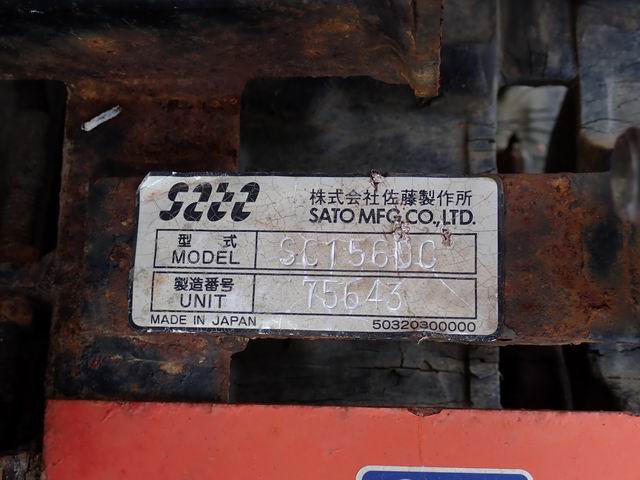 sato
株式会社佐藤製作所
SATO MFG.CO.,LTD.
型式
MODEL SC156DC
製造番号
UNIT 75643
MADE IN JAPAN 50320300000